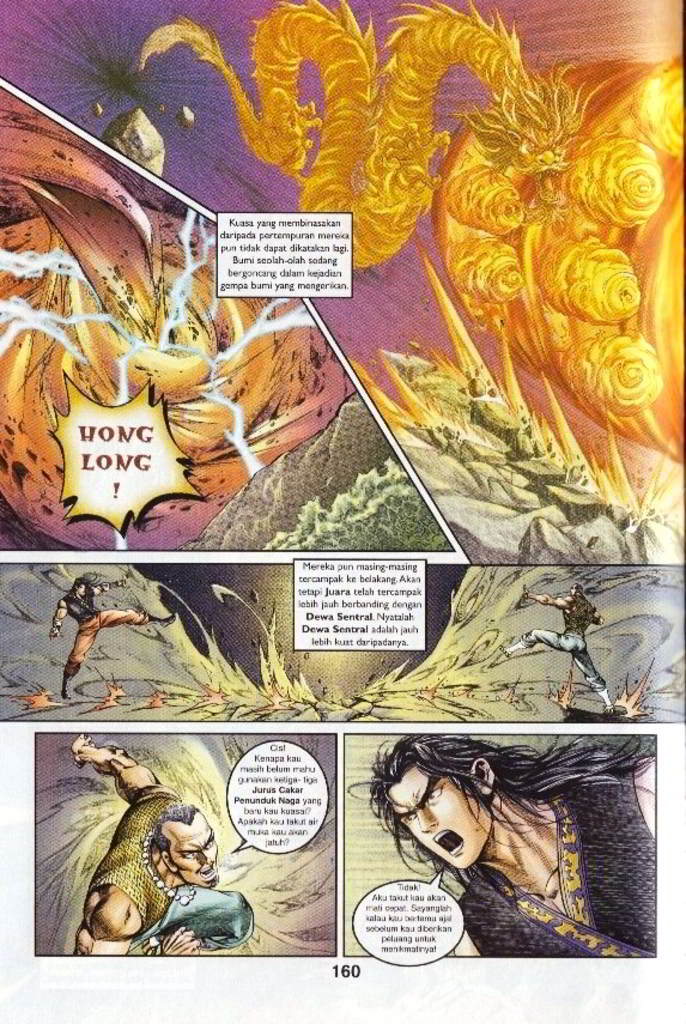 Kuasa yang membinasakan
daripada pertempuran mereka
pun tidak dapat dikatakan lagi.
Bumi seolah-olah sedang
bergoncang dalam kejadian
gempa bumi yang mengerikan.
HONG
LONG
!
Mereka pun masing-masing
tercampak ke belakang. Akan
tetapi Juara telah tercampak
lebih jauh berbanding dengan
Dewa Sentral. Nyatalah
Dewa Sentral adalah jauh
lebih kuat daripadanya.
Cis!
Kenapa kau
masih belum mahu
gunakan ketiga- tiga
Jurus Cakar
Penunduk Naga yang
baru kau kuasai?
Apakah kau takut air
muka kau akan
jatuh?
Tidak!
Aku takut kau akan
mati cepat. Sayanglah
kalau kau bertemu ajal
sebelum kau diberikan
peluang untuk
menikmatinya!
160